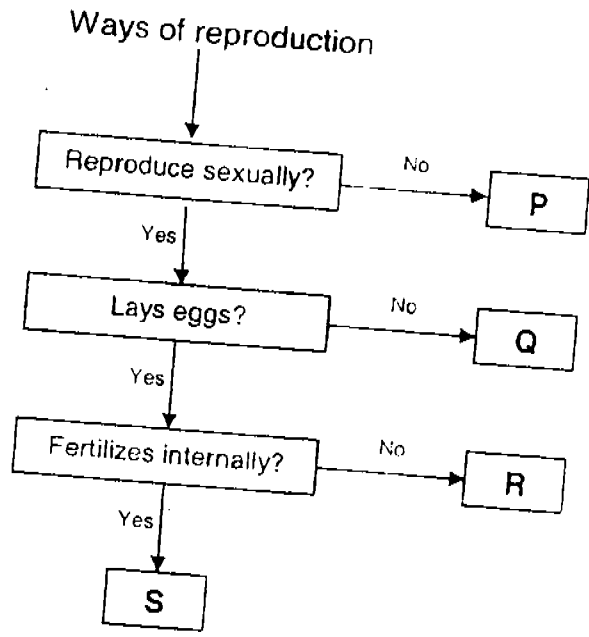 Ways of reproduction
Reproduce sexually?
No
P
Yes
Lays eggs?
No
Q
Yes
Fertilizes internally?
No
R
Yes
S